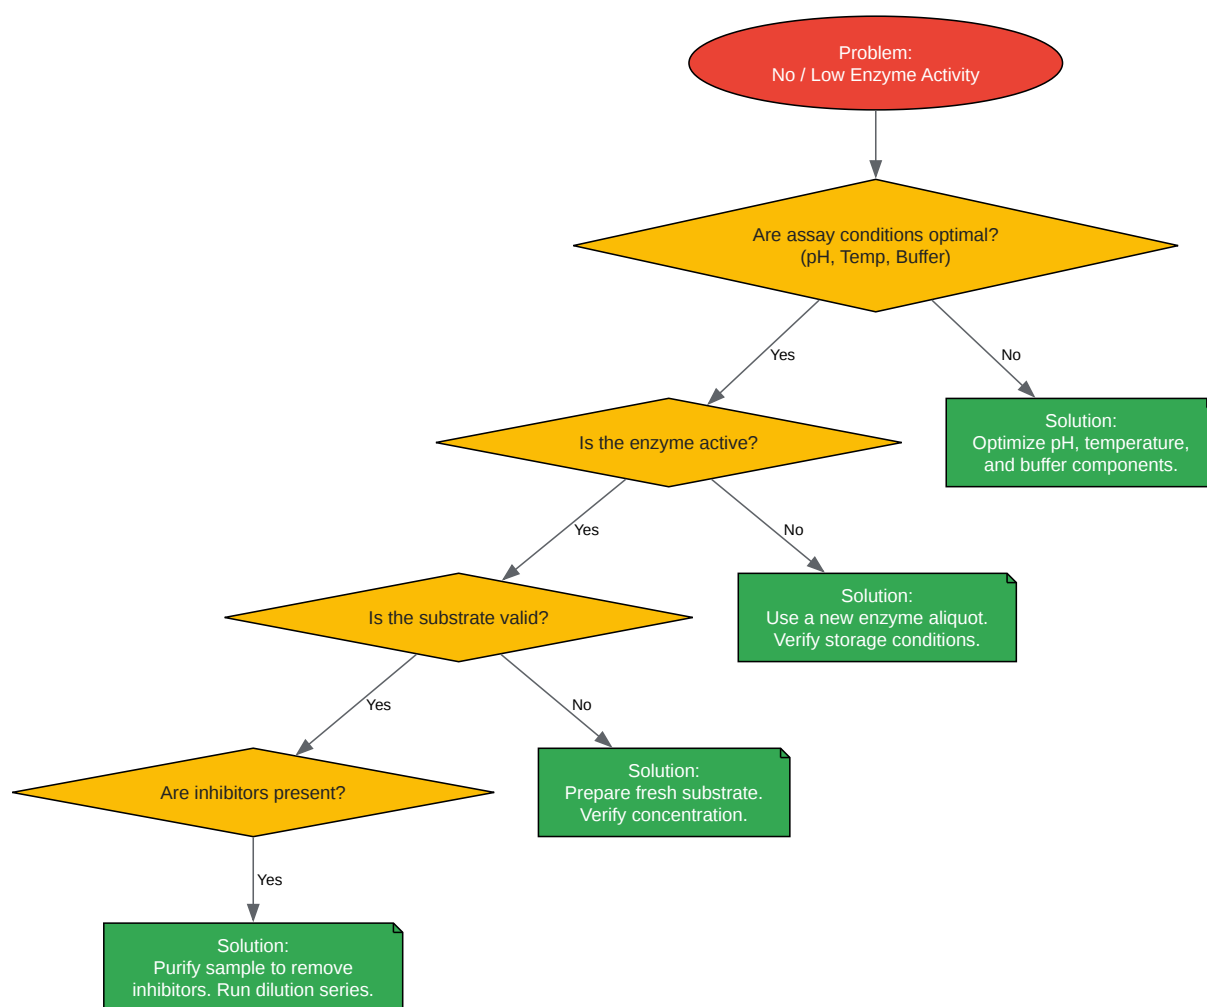 Problem:
No / Low Enzyme Activity
Are assay conditions optimal?
(pH, Temp, Buffer)
Yes
No
Is the enzyme active?
Solution:
Optimize pH, temperature,
and buffer components.
Yes
No
Is the substrate valid?
Solution:
Use a new enzyme aliquot.
Verify storage conditions.
Yes
No
Are inhibitors present?
Solution:
Prepare fresh substrate.
Verify concentration.
Yes
Solution:
Purify sample to remove
inhibitors. Run dilution series.